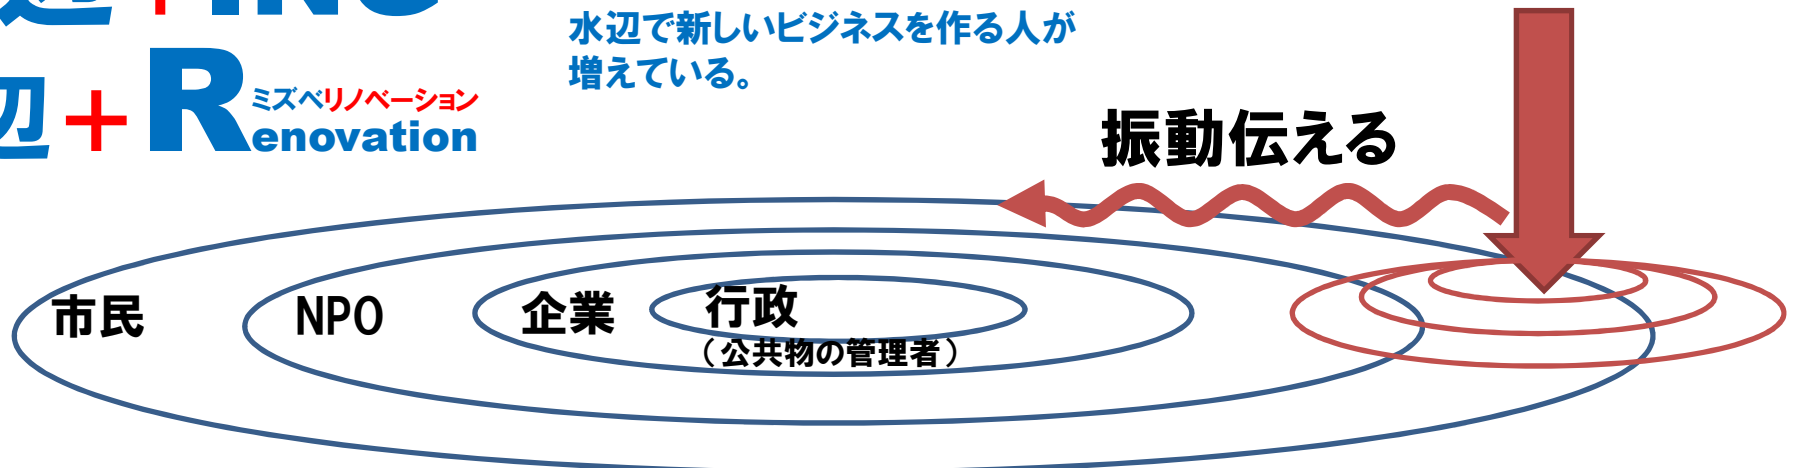 水辺で新しいビジネスを作る人が
増えている。
辺+R
ミズベリノベーション
enovation
振動伝える
市民
NPO
企業
行政
（公共物の管理者）